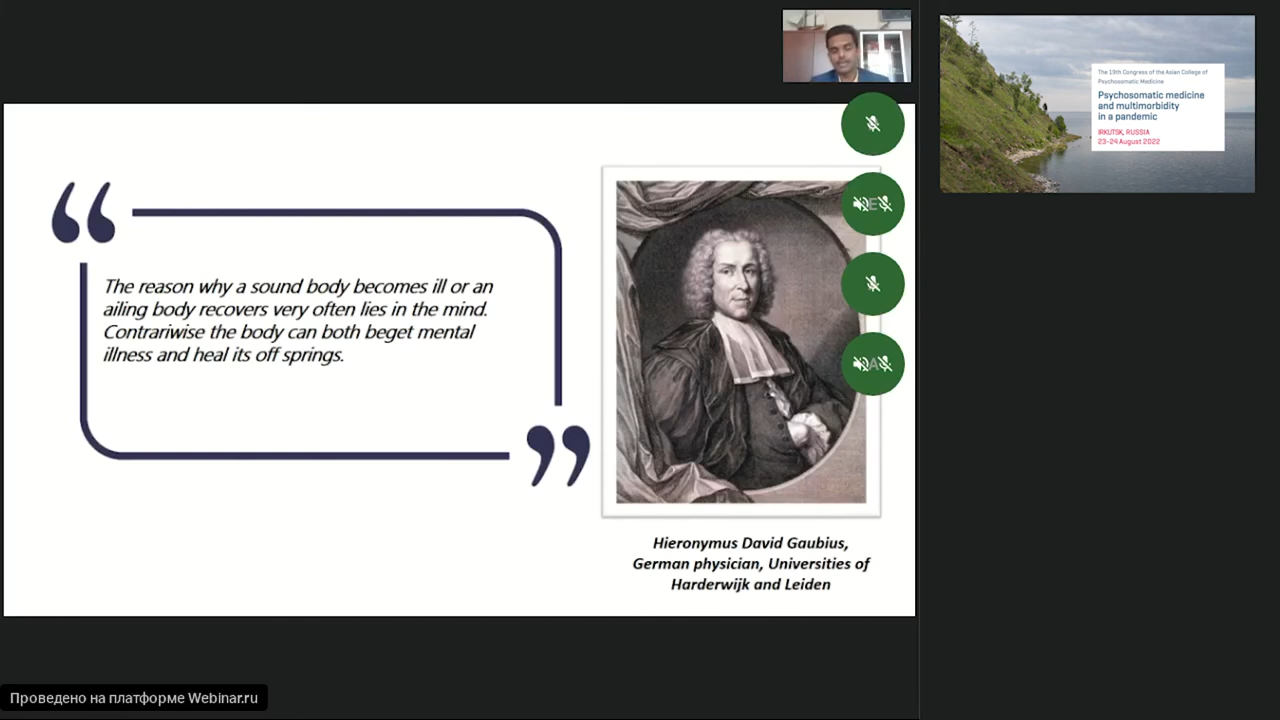 The reason why a sound body becomes ill or an
ailing body recovers very often lies in the mind.
Contrariwise the body can both beget mental
illness and heal its off springs.
Hieronymus David Gaubius,
German physician, Universities of
Harderwijk and Leiden
E
A
The 19th Congress of the Asian College of
Psychosomatic Medicine
Psychosomatic medicine
and multimorbidity
in a pandemic
IRKUTSK, RUSSIA
23-24 August 2022
Проведено на платформе Webinar.ru